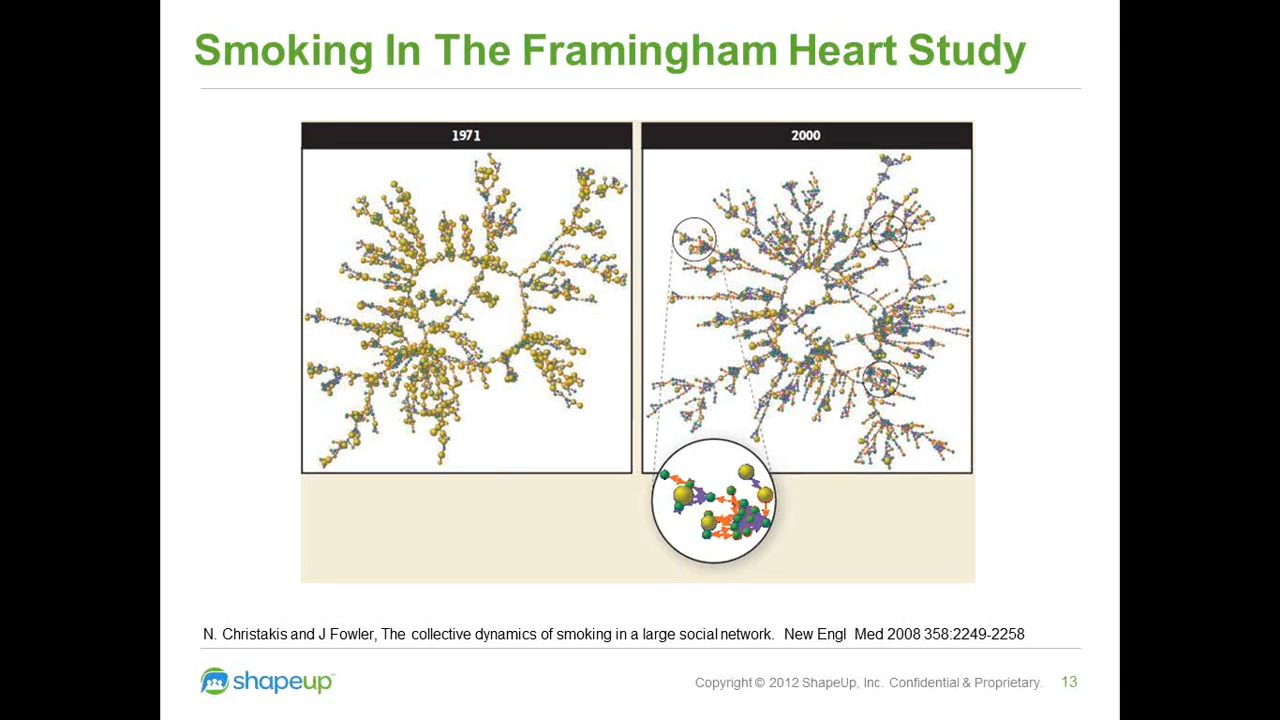 Smoking In The Framingham Heart Study
1971
2000
N. Christakis and J Fowler, The collective dynamics of smoking in a large social network. New Engl Med 2008 358:2249-2258
shapeup™
Copyright © 2012 ShapeUp, Inc. Confidential & Proprietary. 13